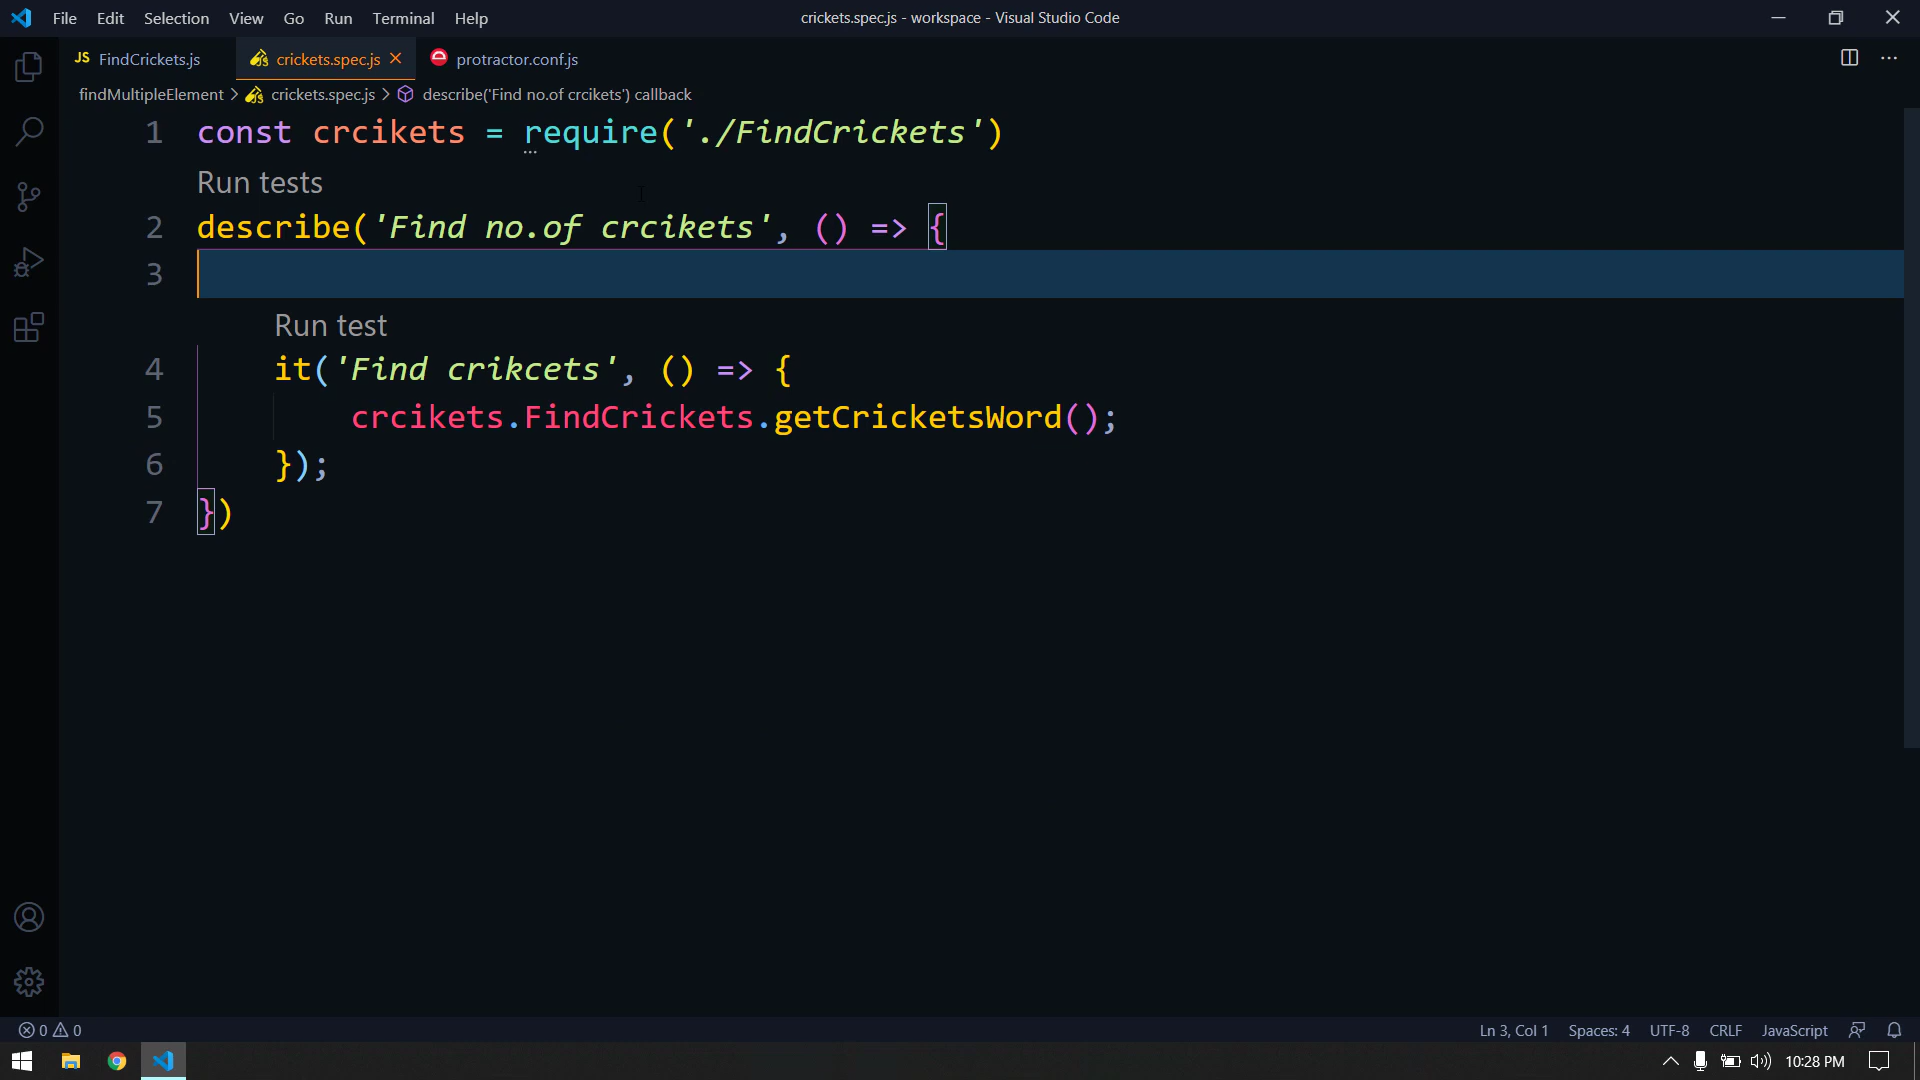 File Edit Selection View Go Run Terminal Help
crickets.spec.js - workspace - Visual Studio Code
JS FindCrickets.js crickets.spec.js protractor.conf.js
findMultipleElement > crickets.spec.js > describe('Find no.of crcikets') callback
1 const crcikets = require('./FindCrickets')
Run tests
2 describe('Find no.of crcikets', () => {
3
Run test
4 it('Find crikcets', () => {
5 crcikets.FindCrickets.getCricketsWord();
6 });
7 })
0 0 Ln 3, Col 1 Spaces: 4 UTF-8 CRLF JavaScript
10:28 PM